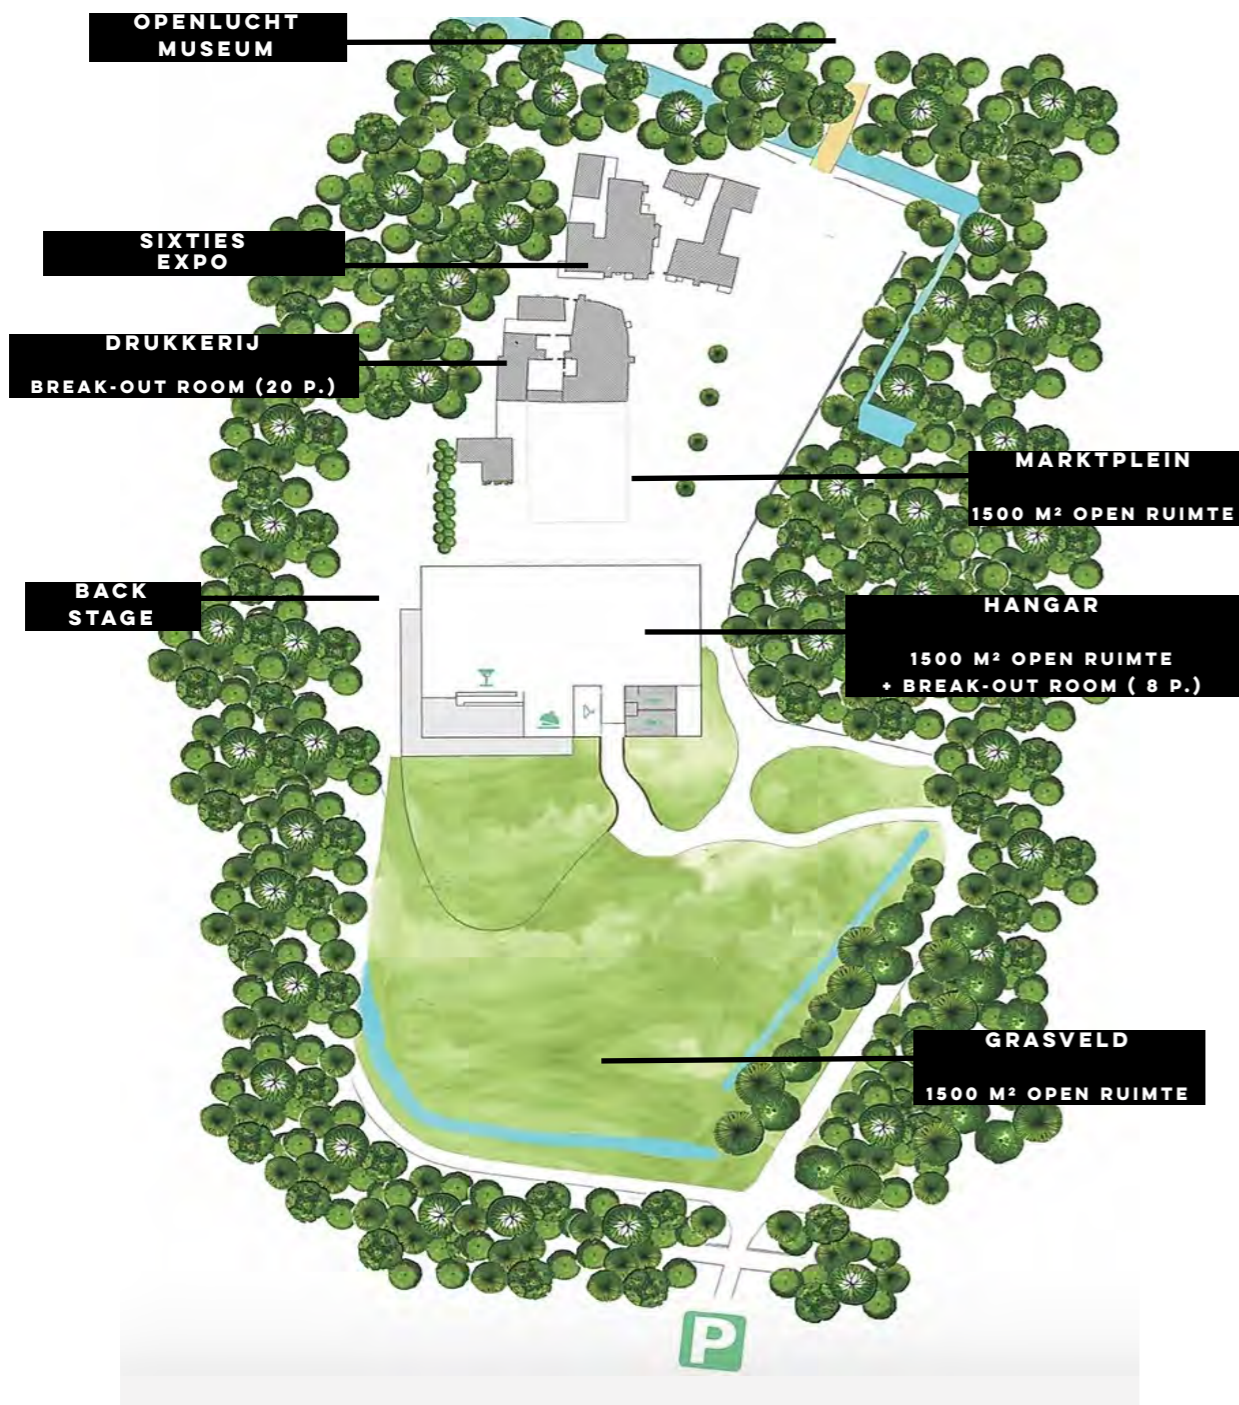 OPENLUCHT
MUSEUM
SIXTIES
EXPO
DRUKKERIJ
BREAK-OUT ROOM (20 P.)
MARKTPLEIN
1500 M² OPEN RUIMTE
BACK
STAGE
HANGAR
1500 M² OPEN RUIMTE
+ BREAK-OUT ROOM ( 8 P.)
GRASVELD
1500 M² OPEN RUIMTE
P